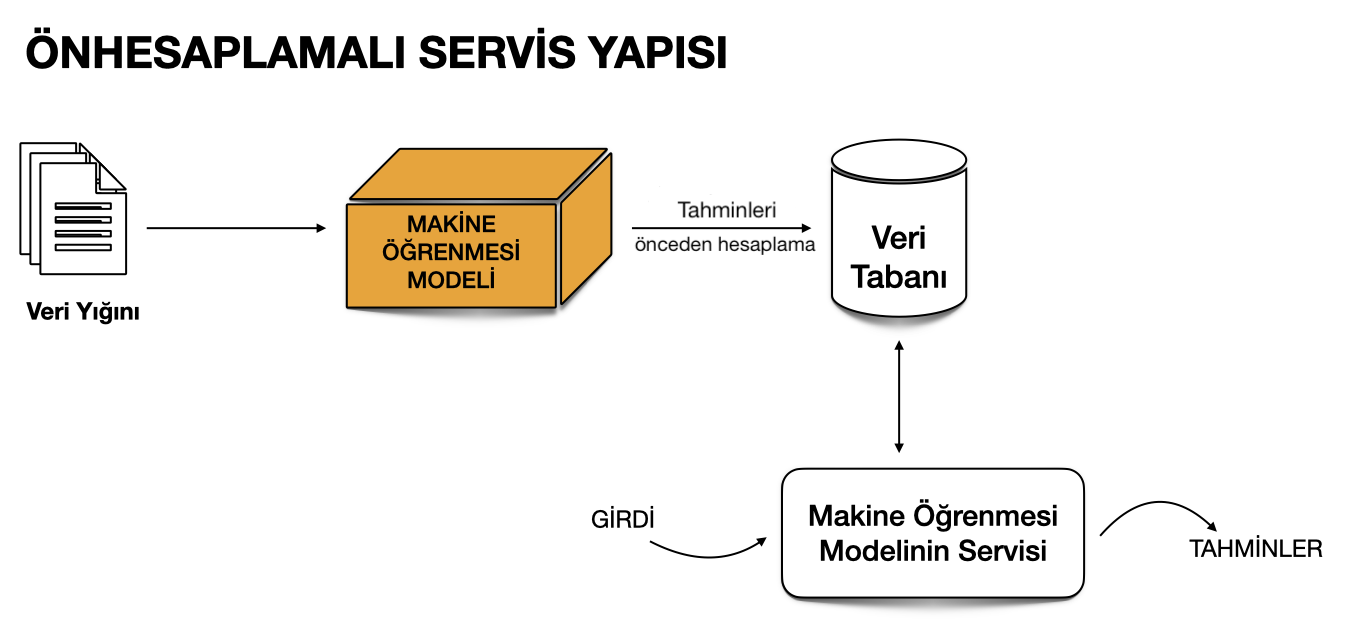 ÖNHESAPLAMALI SERVİS YAPISI
MAKİNE
ÖĞRENMESİ
MODELİ
Veri Yığını
Tahminleri
önceden hesaplama
Veri
Tabanı
GİRDİ
Makine Öğrenmesi
Modelinin Servisi
TAHMİNLER